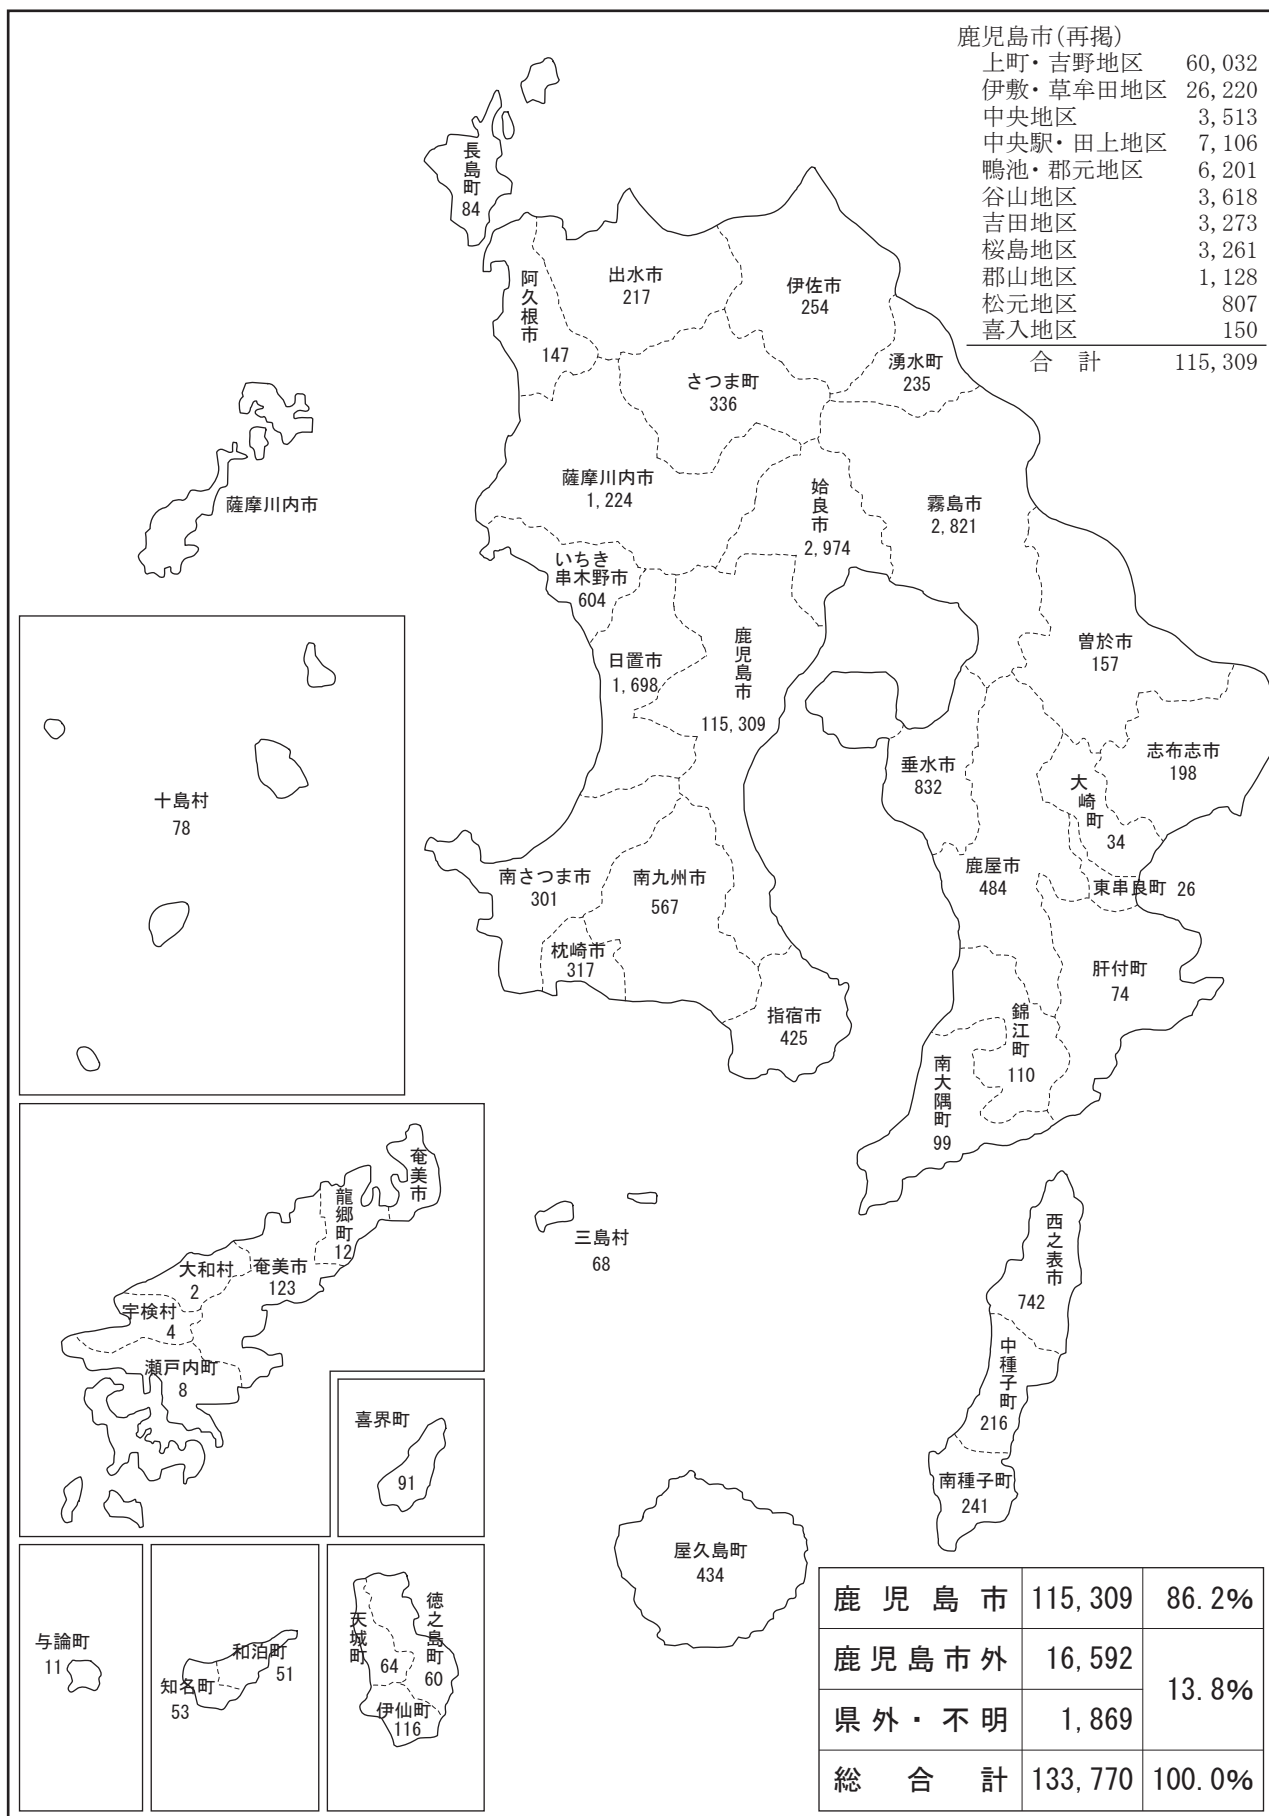 鹿児島市(再掲)
上町・吉野地区 60,032
伊敷・草牟田地区 26,220
中央地区 3,513
中央駅・田上地区 7,106
鴨池・郡元地区 6,201
谷山地区 3,618
吉田地区 3,273
桜島地区 3,261
郡山地区 1,128
松元地区 807
喜入地区 150
合 計 115,309
長島町
84
阿久根市
147
出水市
217
伊佐市
254
湧水町
235
さつま町
336
薩摩川内市
1,224
薩摩川内市
姶良市
2,974
霧島市
2,821
いちき
串木野市
604
日置市
1,698
鹿児島市
115,309
曽於市
157
志布志市
198
垂水市
832
大崎町
34
鹿屋市
484
東串良町 26
十島村
78
南さつま市
301
南九州市
567
枕崎市
317
指宿市
425
肝付町
74
錦江町
110
南大隅町
99
奄美市
龍郷町
12
大和村
2
奄美市
123
宇検村
4
瀬戸内町
8
三島村
68
西之表市
742
中種子町
216
南種子町
241
喜界町
91
屋久島町
434
与論町
11
和泊町
51
知名町
53
天城町
64
徳之島町
60
伊仙町
116
鹿児島市 115,309 86.2%
鹿児島市外 16,592
13.8%
県外・不明 1,869
総合計 133,770 100.0%